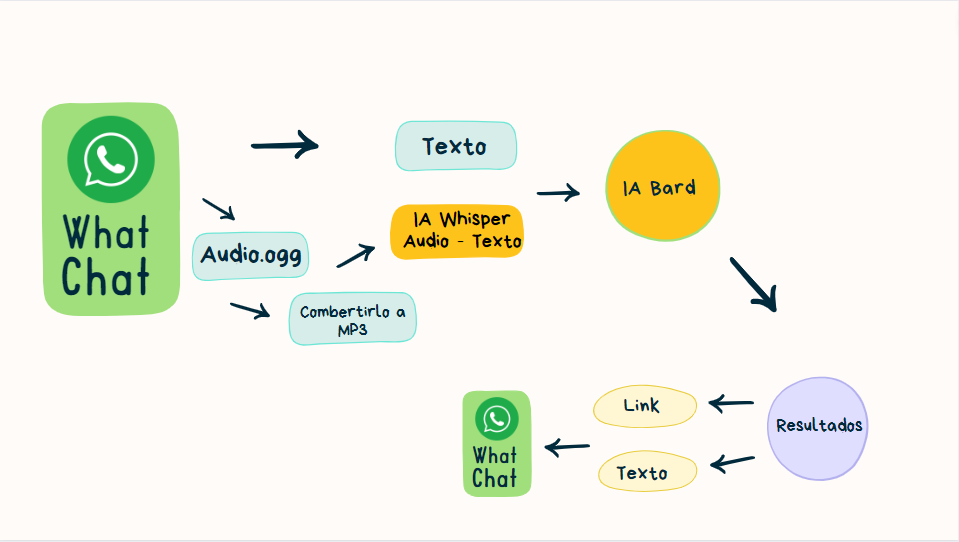 What
Chat
Texto
Audio.ogg
IA Whisper
Audio - Texto
Combertirlo a
MP3
IA Bard
Resultados
Link
Texto
What
Chat